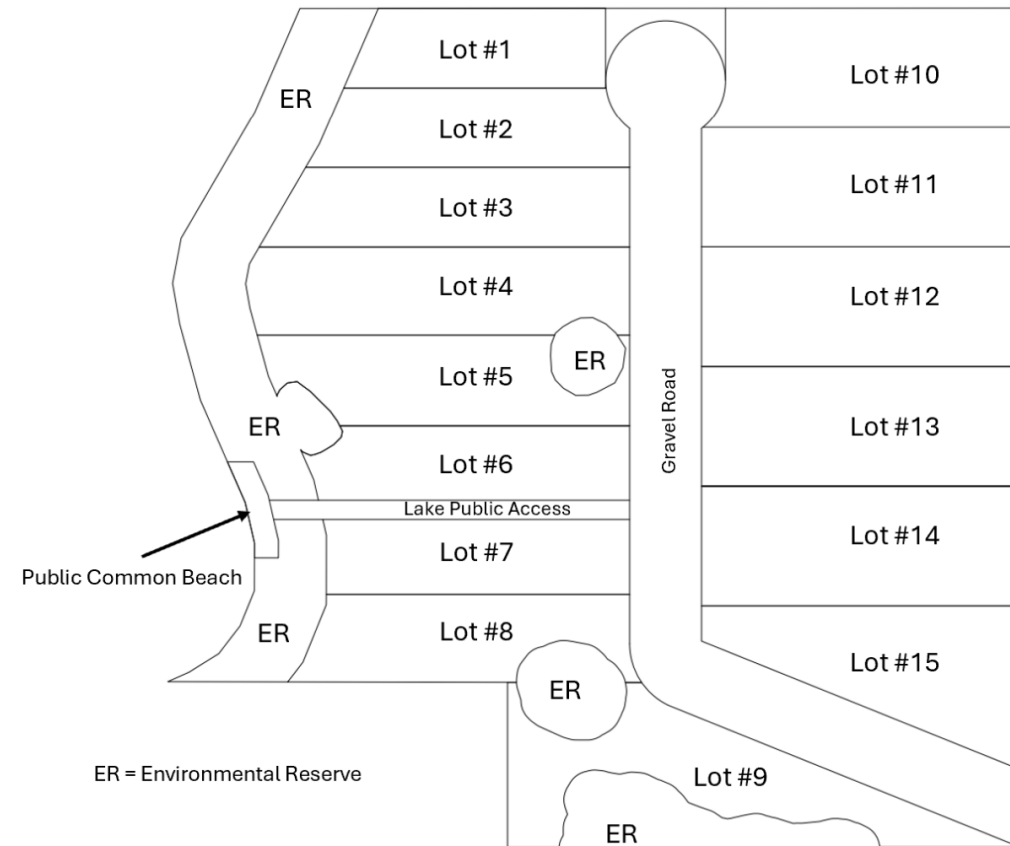 Lot #1
Lot #10
ER
Lot #2
Lot #11
Lot #3
Lot #4
Lot #12
ER
Lot #5
Gravel Road
ER
Lot #13
Lot #6
Lake Public Access
Lot #14
Lot #7
Public Common Beach
ER
Lot #8
Lot #15
ER
ER = Environmental Reserve
Lot #9
ER